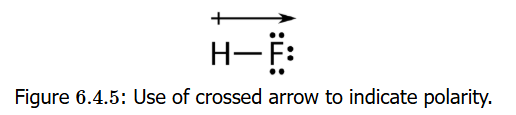 H—F:
Figure 6.4.5: Use of crossed arrow to indicate polarity.